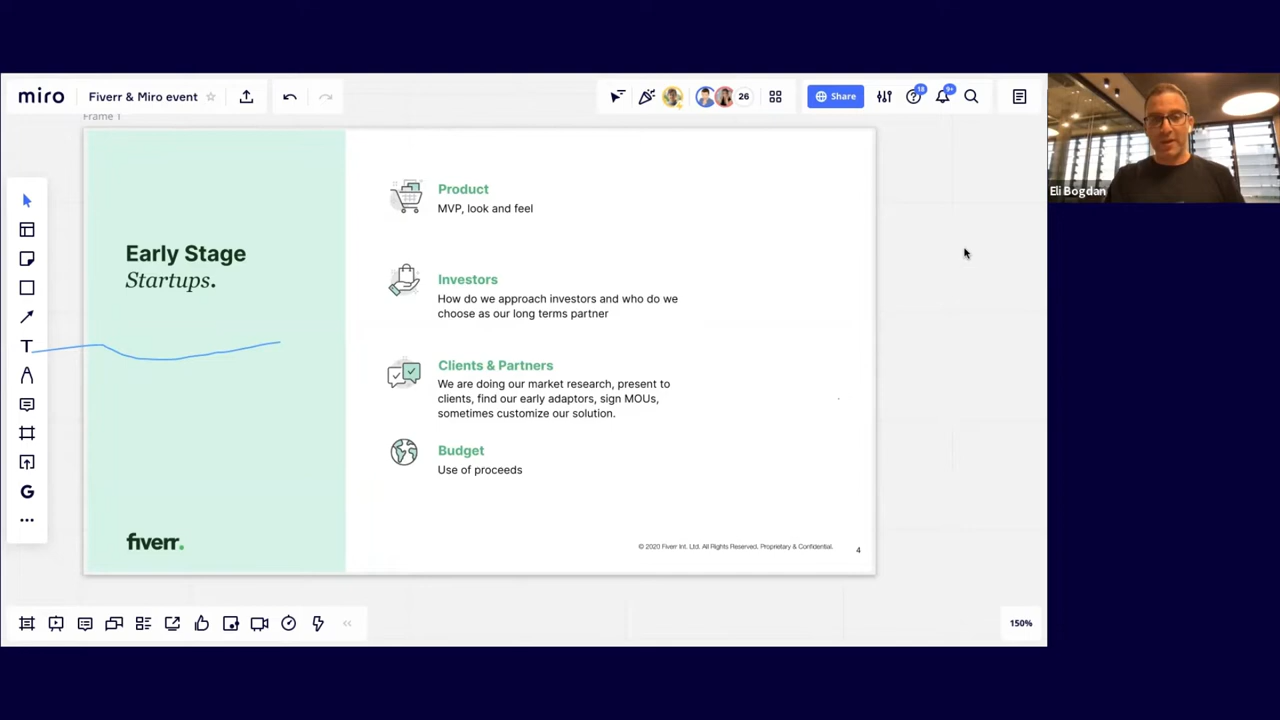 miro
Fiverr & Miro event
26
Share
18
9+
Frame 1
Eli Bogdan
Early Stage
Startups.
Product
MVP, look and feel
Investors
How do we approach investors and who do we
choose as our long terms partner
Clients & Partners
We are doing our market research, present to
clients, find our early adaptors, sign MOUs,
sometimes customize our solution.
Budget
Use of proceeds
fiverr.
© 2020 Fiverr Int. Ltd. All Rights Reserved. Proprietary & Confidential.
4
150%